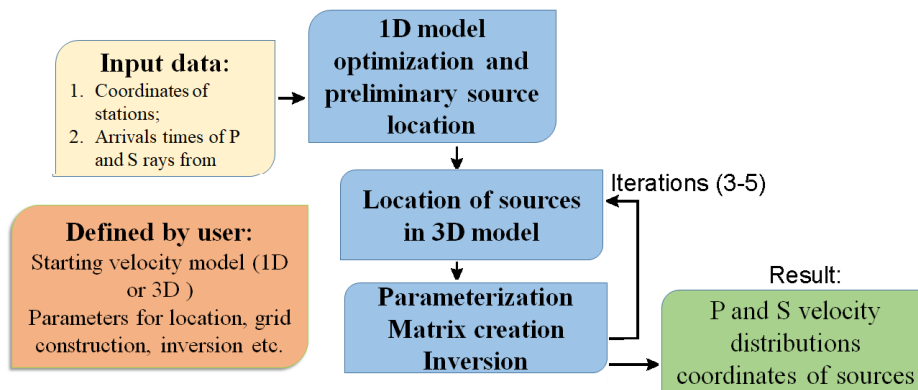 Input data:
1. Coordinates of
stations;
2. Arrivals times of P
and S rays from
1D model
optimization and
preliminary source
location
Iterations (3-5)
Location of sources
in 3D model
Defined by user:
Starting velocity model (1D
or 3D )
Parameters for location, grid
construction, inversion etc.
Parameterization
Matrix creation
Inversion
Result:
P and S velocity
distributions
coordinates of sources